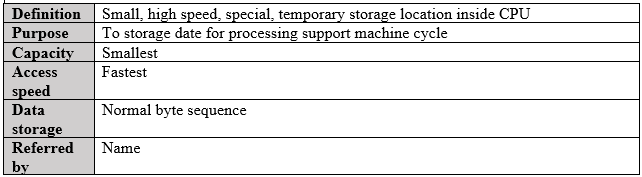 Definition Small, high speed, special, temporary storage location inside CPU
Purpose To storage date for processing support machine cycle
Capacity Smallest
Access Fastest
speed
Data Normal byte sequence
storage
Referred Name
by